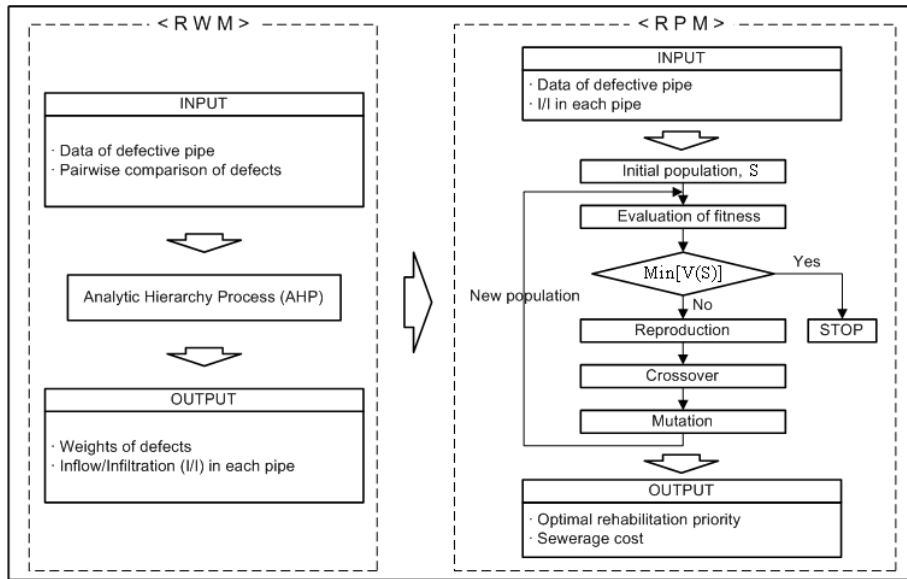 < R W M >
INPUT
· Data of defective pipe
· Pairwise comparison of defects
Analytic Hierarchy Process (AHP)
OUTPUT
· Weights of defects
· Inflow/Infiltration (I/I) in each pipe
< R P M >
INPUT
· Data of defective pipe
· I/I in each pipe
Initial population, S
Evaluation of fitness
Min[V(S)]
Yes
No
New population
Reproduction
STOP
Crossover
Mutation
OUTPUT
· Optimal rehabilitation priority
· Sewerage cost